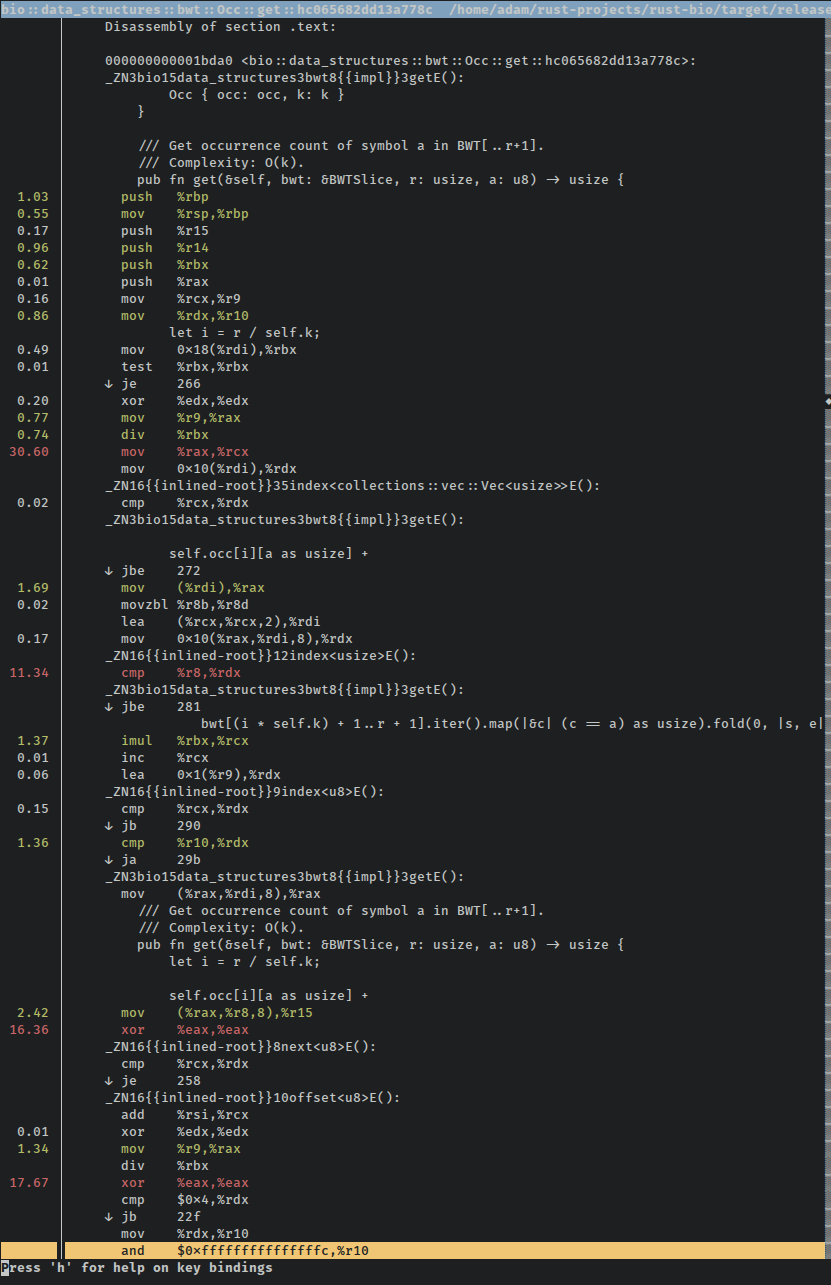 bio::data_structures::bwt::Occ::get::hc065682dd13a778c  /home/adam/rust-projects/rust-bio/target/release
Disassembly of section .text:
000000000001bda0 <bio::data_structures::bwt::Occ::get::hc065682dd13a778c>:
_ZN3bio15data_structures3bwt8{{impl}}3getE():
Occ { occ: occ, k: k }
}
/// Get occurrence count of symbol a in BWT[..r+1].
/// Complexity: O(k).
pub fn get(&self, bwt: &BWTSlice, r: usize, a: u8) -> usize {
1.03 push %rbp
0.55 mov %rsp,%rbp
0.17 push %r15
0.96 push %r14
0.62 push %rbx
0.01 push %rax
0.16 mov %rcx,%r9
0.86 mov %rdx,%r10
let i = r / self.k;
0.49 mov 0x18(%rdi),%rbx
0.01 test %rbx,%rbx
↓ je 266
0.20 xor %edx,%edx
0.77 mov %r9,%rax
0.74 div %rbx
30.60 mov %rax,%rcx
mov 0x10(%rdi),%rdx
_ZN16{{inlined-root}}35index<collections::vec::Vec<usize>>E():
0.02 cmp %rcx,%rdx
_ZN3bio15data_structures3bwt8{{impl}}3getE():
self.occ[i][a as usize] +
↓ jbe 272
1.69 mov (%rdi),%rax
0.02 movzbl %r8b,%r8d
lea (%rcx,%rcx,2),%rdi
0.17 mov 0x10(%rax,%rdi,8),%rdx
_ZN16{{inlined-root}}12index<usize>E():
11.34 cmp %r8,%rdx
_ZN3bio15data_structures3bwt8{{impl}}3getE():
↓ jbe 281
bwt[(i * self.k) + 1..r + 1].iter().map(|&c| (c == a) as usize).fold(0, |s, e|
1.37 imul %rbx,%rcx
0.01 inc %rcx
0.06 lea 0x1(%r9),%rdx
_ZN16{{inlined-root}}9index<u8>E():
0.15 cmp %rcx,%rdx
↓ jb 290
1.36 cmp %r10,%rdx
↓ ja 29b
_ZN3bio15data_structures3bwt8{{impl}}3getE():
mov (%rax,%rdi,8),%rax
/// Get occurrence count of symbol a in BWT[..r+1].
/// Complexity: O(k).
pub fn get(&self, bwt: &BWTSlice, r: usize, a: u8) -> usize {
let i = r / self.k;
self.occ[i][a as usize] +
2.42 mov (%rax,%r8,8),%r15
16.36 xor %eax,%eax
_ZN16{{inlined-root}}8next<u8>E():
cmp %rcx,%rdx
↓ je 258
_ZN16{{inlined-root}}10offset<u8>E():
add %rsi,%rcx
0.01 xor %edx,%edx
1.34 mov %r9,%rax
div %rbx
17.67 xor %eax,%eax
cmp $0x4,%rdx
↓ jb 22f
mov %rdx,%r10
and $0xfffffffffffffffc,%r10
Press 'h' for help on key bindings